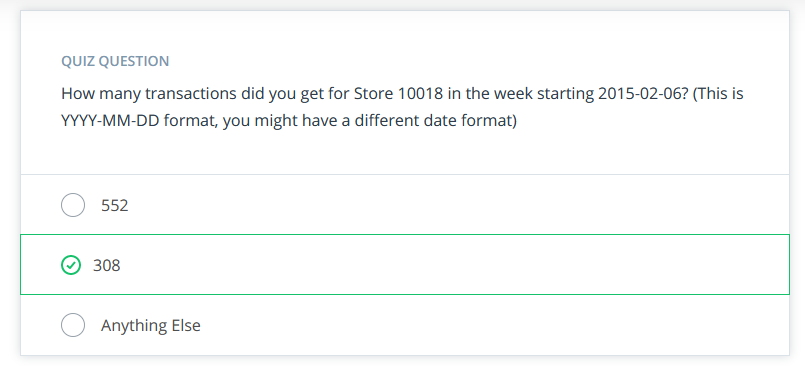 QUIZ QUESTION
How many transactions did you get for Store 10018 in the week starting 2015-02-06? (This is
YYYY-MM-DD format, you might have a different date format)
552
308
Anything Else